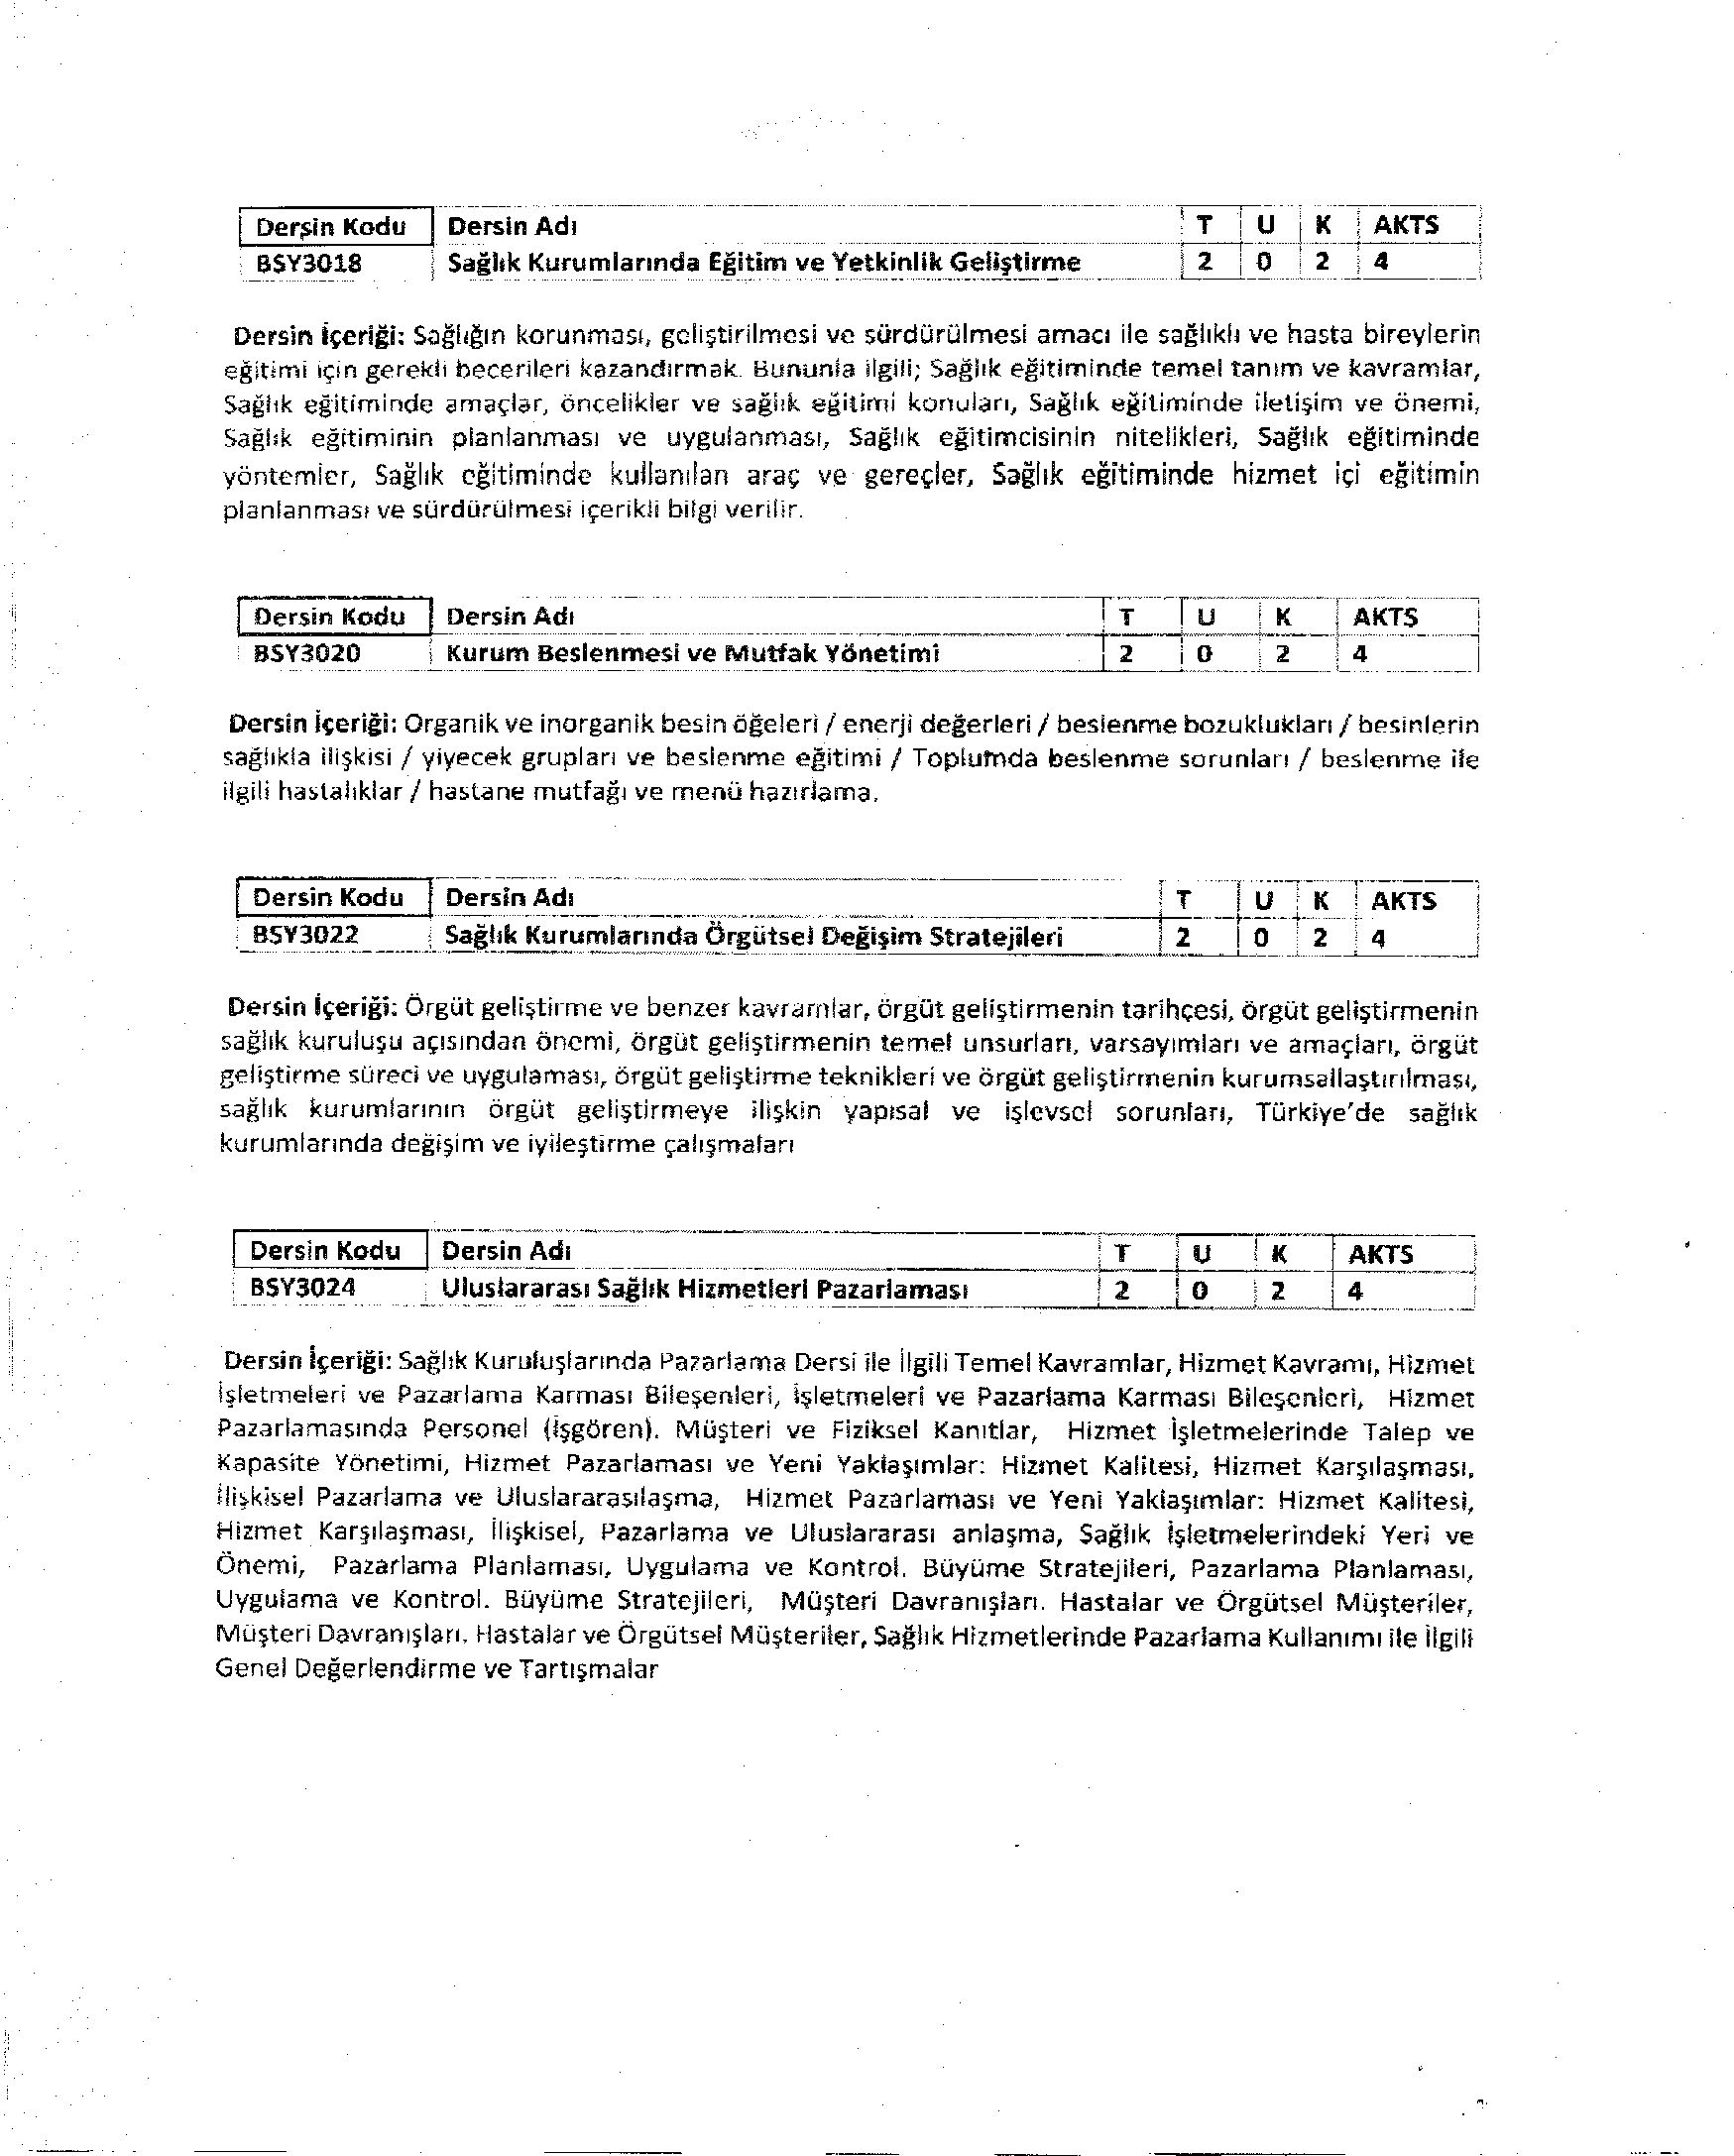 Dersin Kodu Dersin Adı T U K AKTS
BSY3018 Sağlık Kurumlarında Eğitim ve Yetkinlik Geliştirme 2 0 2 4
Dersin İçeriği: Sağlığın korunması, geliştirilmesi ve sürdürülmesi amacı ile sağlıklı ve hasta bireylerin
eğitimi için gerekli becerileri kazandırmak. Bununla ilgili; Sağlık eğitiminde temel tanım ve kavramlar,
Sağlık eğitiminde amaçlar, öncelikler ve sağlık eğitimi konuları, Sağlık eğitiminde iletişim ve önemi,
Sağlık eğitiminin planlanması ve uygulanması, Sağlık eğitimcisinin nitelikleri, Sağlık eğitiminde
yöntemler, Sağlık eğitiminde kullanılan araç ve gereçler, Sağlık eğitiminde hizmet içi eğitimin
planlanması ve sürdürülmesi içerikli bilgi verilir.
Dersin Kodu Dersin Adı T U K AKTS
BSY3020 Kurum Beslenmesi ve Mutfak Yönetimi 2 0 2 4
Dersin İçeriği: Organik ve inorganik besin öğeleri / enerji değerleri / beslenme bozuklukları / besinlerin
sağlıkla ilişkisi / yiyecek grupları ve beslenme eğitimi / Toplumda beslenme sorunları / beslenme ile
ilgili hastalıklar / hastane mutfağı ve menü hazırlama.
Dersin Kodu Dersin Adı T U K AKTS
BSY3022 Sağlık Kurumlarında Örgütsel Değişim Stratejileri 2 0 2 4
Dersin İçeriği: Örgüt geliştirme ve benzer kavramlar, örgüt geliştirmenin tarihçesi, örgüt geliştirmenin
sağlık kuruluşu açısından önemi, örgüt geliştirmenin temel unsurları, varsayımları ve amaçları, örgüt
geliştirme süreci ve uygulaması, örgüt geliştirme teknikleri ve örgüt geliştirmenin kurumsallaştırılması,
sağlık kurumlarının örgüt geliştirmeye ilişkin yapısal ve işlevsel sorunları, Türkiye'de sağlık
kurumlarında değişim ve iyileştirme çalışmaları
Dersin Kodu Dersin Adı T U K AKTS
BSY3024 Uluslararası Sağlık Hizmetleri Pazarlaması 2 0 2 4
Dersin İçeriği: Sağlık Kuruluşlarında Pazarlama Dersi ile İlgili Temel Kavramlar, Hizmet Kavramı, Hizmet
İşletmeleri ve Pazarlama Karması Bileşenleri, İşletmeleri ve Pazarlama Karması Bileşenleri, Hizmet
Pazarlamasında Personel (İşgören). Müşteri ve Fiziksel Kanıtlar, Hizmet İşletmelerinde Talep ve
Kapasite Yönetimi, Hizmet Pazarlaması ve Yeni Yaklaşımlar: Hizmet Kalitesi, Hizmet Karşılaşması,
İlişkisel Pazarlama ve Uluslararasılaşma, Hizmet Pazarlaması ve Yeni Yaklaşımlar: Hizmet Kalitesi,
Hizmet Karşılaşması, İlişkisel, Pazarlama ve Uluslararası anlaşma, Sağlık İşletmelerindeki Yeri ve
Önemi, Pazarlama Planlaması, Uygulama ve Kontrol. Büyüme Stratejileri, Pazarlama Planlaması,
Uygulama ve Kontrol. Büyüme Stratejileri, Müşteri Davranışları. Hastalar ve Örgütsel Müşteriler,
Müşteri Davranışları. Hastalar ve Örgütsel Müşteriler, Sağlık Hizmetlerinde Pazarlama Kullanımı ile İlgili
Genel Değerlendirme ve Tartışmalar